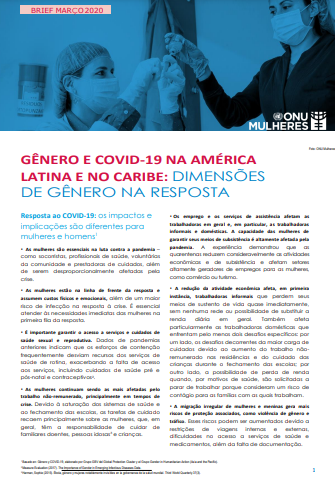 BRIEF MARÇO 2020
ONU
MULHERES
Foto: ONU Mulheres
GÊNERO E COVID-19 NA AMÉRICA
LATINA E NO CARIBE: DIMENSÕES
DE GÊNERO NA RESPOSTA
Resposta ao COVID-19: os impactos e
implicações são diferentes para
mulheres e homens¹
• As mulheres são essenciais na luta contra a pandemia –
como socorristas, profissionais de saúde, voluntárias
da comunidade e prestadoras de cuidados, além
de serem desproporcionalmente afetadas pela
crise.
• As mulheres estão na linha de frente da resposta e
assumem custos físicos e emocionais, além de um maior
risco de infecção na resposta à crise. É essencial
atender às necessidades imediatas das mulheres na
primeira fila da resposta.
• É importante garantir o acesso a serviços e cuidados de
saúde sexual e reprodutiva. Dados de pandemias
anteriores indicam que os esforços de contenção
frequentemente desviam recursos dos serviços de
saúde de rotina, exacerbando a falta de acesso
aos serviços, incluindo cuidados de saúde pré e
pós-natal e contraceptivos².
• As mulheres continuam sendo as mais afetadas pelo
trabalho não-remunerado, principalmente em tempos de
crise. Devido à saturação dos sistemas de saúde e
ao fechamento das escolas, as tarefas de cuidado
recaem principalmente sobre as mulheres, que, em
geral, têm a responsabilidade de cuidar de
familiares doentes, pessoas idosas³ e crianças.
• Os empregos e os serviços de assistência afetam as
trabalhadoras em geral e, em particular, as trabalhadoras
informais e domésticas. A capacidade das mulheres de
garantir seus meios de subsistência é altamente afetada pela
pandemia. A experiência demonstrou que as
quarentenas reduzem consideravelmente as atividades
econômicas e de subsistência e afetam setores
altamente geradores de empregos para as mulheres,
como comércio ou turismo.
• A redução da atividade econômica afeta, em primeira
instância, trabalhadoras informais que perdem seus
meios de sustento de vida quase imediatamente,
sem nenhuma rede ou possibilidade de substituir a
renda diária em geral. Também afeta
particularmente as trabalhadoras domésticas que
enfrentam pelo menos dois desafios específicos: por
um lado, os desafios decorrentes da maior carga de
cuidados devido ao aumento do trabalho não-
remunerado nas residências e do cuidado das
crianças durante o fechamento das escolas; por
outro lado, a possibilidade de perda de renda
quando, por motivos de saúde, são solicitadas a
parar de trabalhar porque consideram um risco de
contágio para as famílias com as quais trabalham.
• A migração irregular de mulheres e meninas gera mais
riscos de proteção associados, como violência de gênero e
tráfico. Esses riscos podem ser aumentados devido a
restrições de viagens internas e externas,
dificuldades no acesso a serviços de saúde e
medicamentos, além da falta de documentação.
1